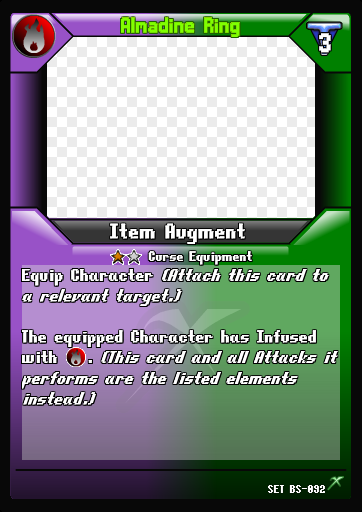 Almadine Ring
3
Item Augment
Curse Equipment
Equip Character (Attach this card to
a relevant target.)
The equipped Character has Infused
with . (This card and all Attacks it
performs are the listed elements
instead.)
SET BS-092